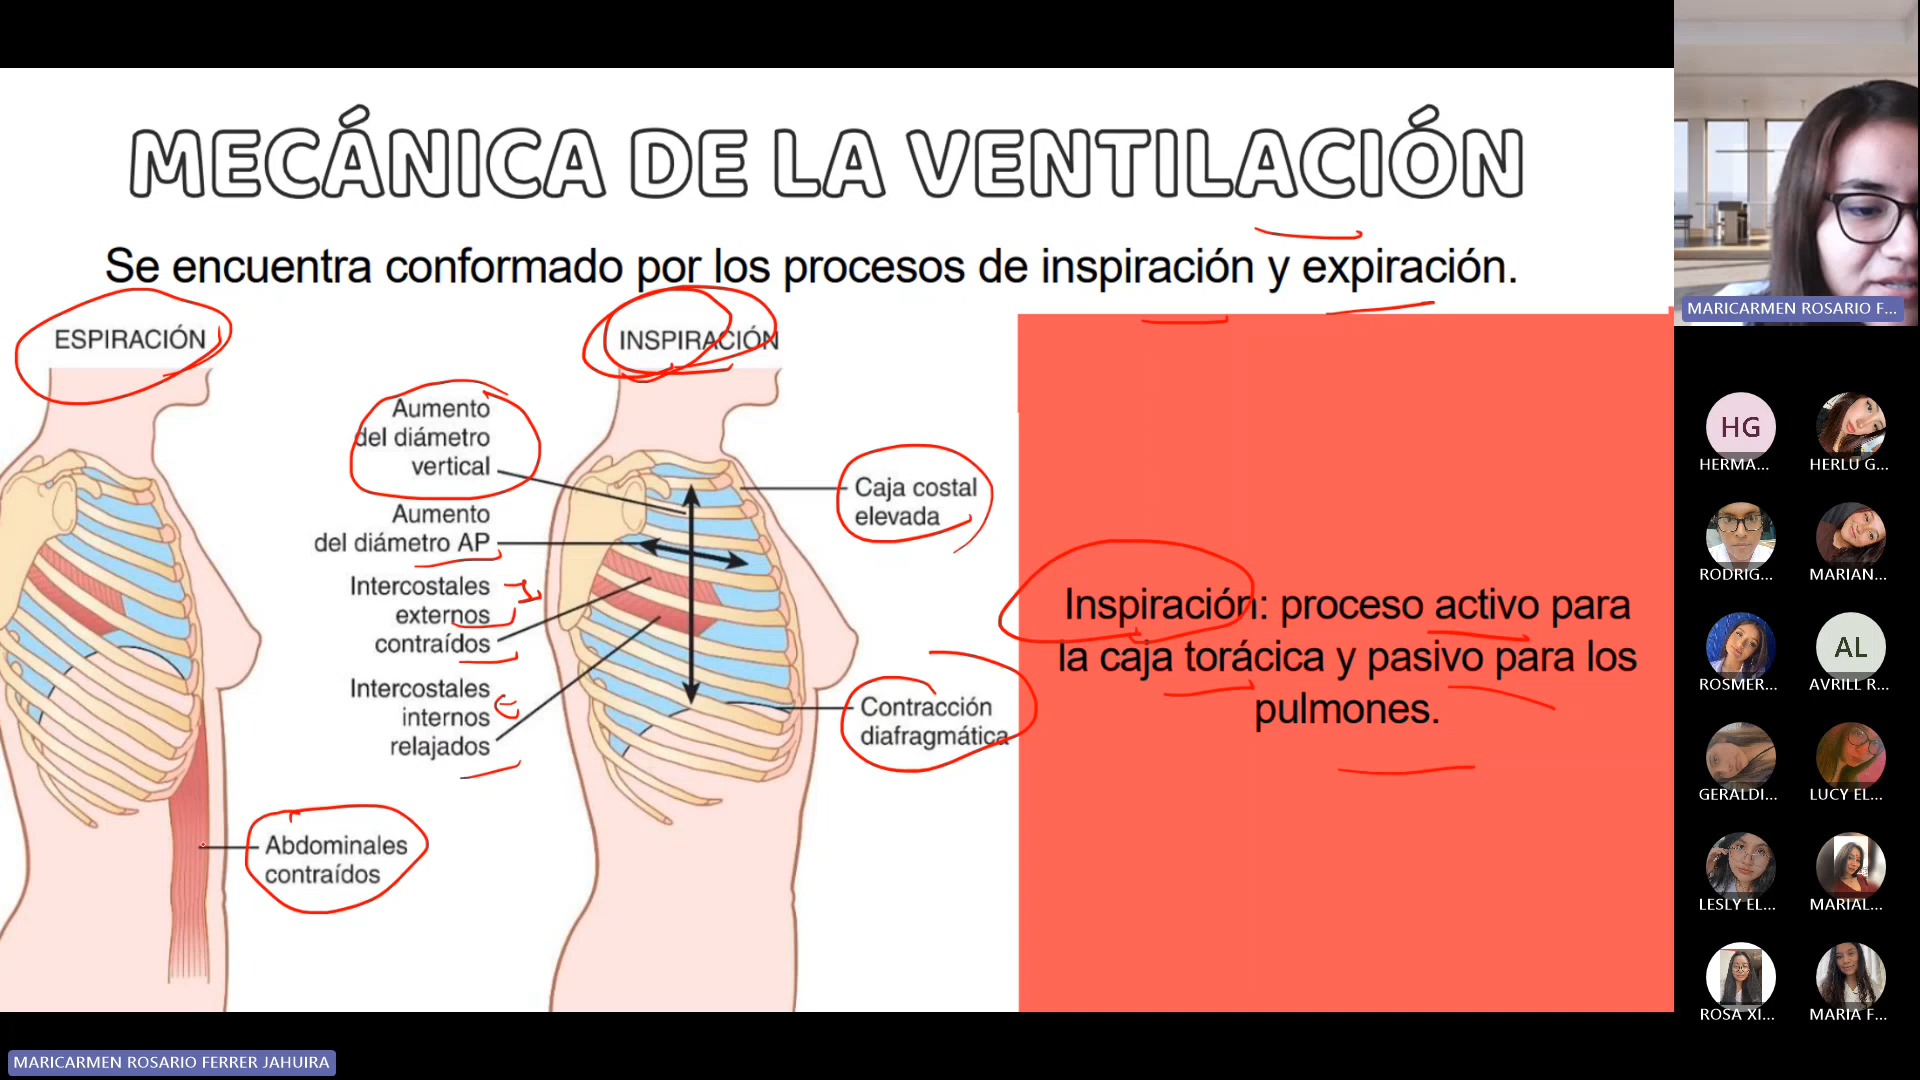 MECÁNICA DE LA VENTILACIÓN
Se encuentra conformado por los procesos de inspiración y expiración.
ESPIRACIÓN
INSPIRACIÓN
Aumento
del diámetro
vertical
Aumento
del diámetro AP
Intercostales
externos
contraídos
Intercostales
internos
relajados
Abdominales
contraídos
Caja costal
elevada
Contracción
diafragmática
Inspiración: proceso activo para
la caja torácica y pasivo para los
pulmones.
MARICARMEN ROSARIO F...
HG
HERMA...
HERLU G...
RODRIG...
MARIAN...
ROSMER...
AL
AVRILL R...
GERALDI...
LUCY EL...
LESLY EL...
MARIAL...
ROSA XI...
MARIA F...
MARICARMEN ROSARIO FERRER JAHUIRA